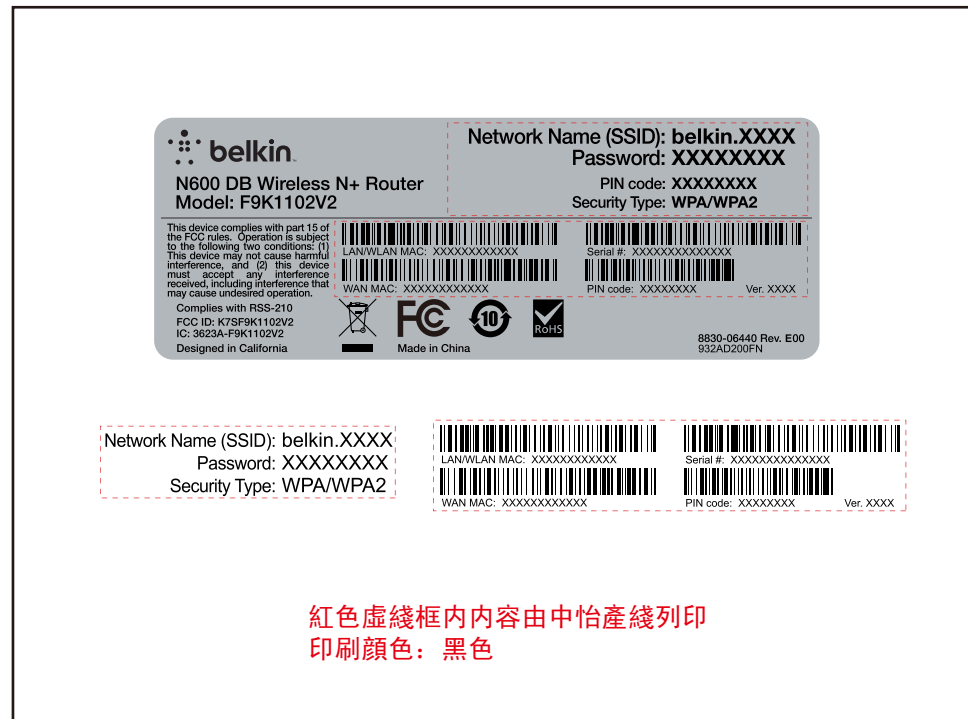 belkin.
N600 DB Wireless N+ Router
Model: F9K1102V2
Network Name (SSID): belkin.XXXX
Password: XXXXXXXX
PIN code: XXXXXXXX
Security Type: WPA/WPA2
This device complies with part 15 of
the FCC rules. Operation is subject
to the following two conditions: (1)
This device may not cause harmful
interference, and (2) this device
must accept any interference
received, including interference that
may cause undesired operation.
Complies with RSS-210
FCC ID: K7SF9K1102V2
IC: 3623A-F9K1102V2
Designed in California
LAN/WLAN MAC: XXXXXXXXXXXX
Serial #: XXXXXXXXXXXXXX
WAN MAC: XXXXXXXXXXXX
PIN code: XXXXXXXX Ver. XXXX
FC
10
RoHS
Made in China
8830-06440 Rev. E00
932AD200FN
Network Name (SSID): belkin.XXXX
Password: XXXXXXXX
Security Type: WPA/WPA2
LAN/WLAN MAC: XXXXXXXXXXXX
Serial #: XXXXXXXXXXXXXX
WAN MAC: XXXXXXXXXXXX
PIN code: XXXXXXXX Ver. XXXX
紅色虛綫框内内容由中怡產綫列印
印刷顔色：黑色